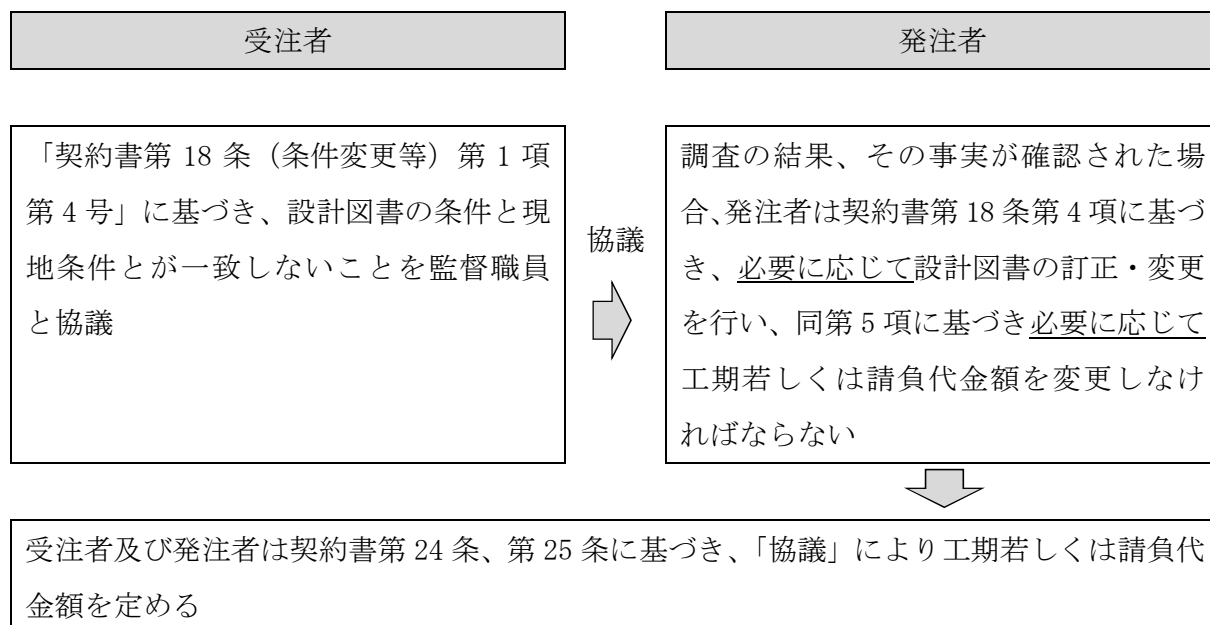 受注者
発注者
「契約書第 18 条（条件変更等）第 1 項
第 4 号」に基づき、設計図書の条件と現
地条件とが一致しないことを監督職員
と協議
協議
調査の結果、その事実が確認された場
合、発注者は契約書第 18 条第 4 項に基づ
き、必要に応じて設計図書の訂正・変更
を行い、同第 5 項に基づき必要に応じて
工期若しくは請負代金額を変更しなけ
ればならない
受注者及び発注者は契約書第 24 条、第 25 条に基づき、「協議」により工期若しくは請負代
金額を定める